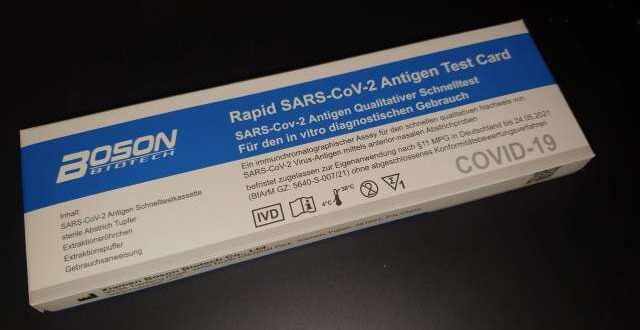 Rapid SARS-CoV-2 Antigen Test Card
SARS-Cov-2 Antigen Qualitativer Schnelltest
Für den in vitro diagnostischen Gebrauch
BOSON
BIOTECH
Ein immunchromatographischer Assay für den schnellen qualitativen Nachweis von
SARS-CoV-2 Virus-Antigen mittels anterior-nasalen Abstrichproben
befristet zugelassen zur Eigenanwendung nach §11 MPG in Deutschland bis 24.05.2021
(BfArM GZ: 5640-S-007/21) ohne abgeschlossenes Konformitätsbewertungsverfahren.
COVID-19
Inhalt:
SARS-CoV-2 Antigen Schnelltestkassette
sterile Abstrich Tupfer
Extraktionsröhrchen
Extraktionspuffer
Gebrauchsanweisung
IVD
4°C
30°C
1
Xiamen Boson Biotech Co., Ltd.